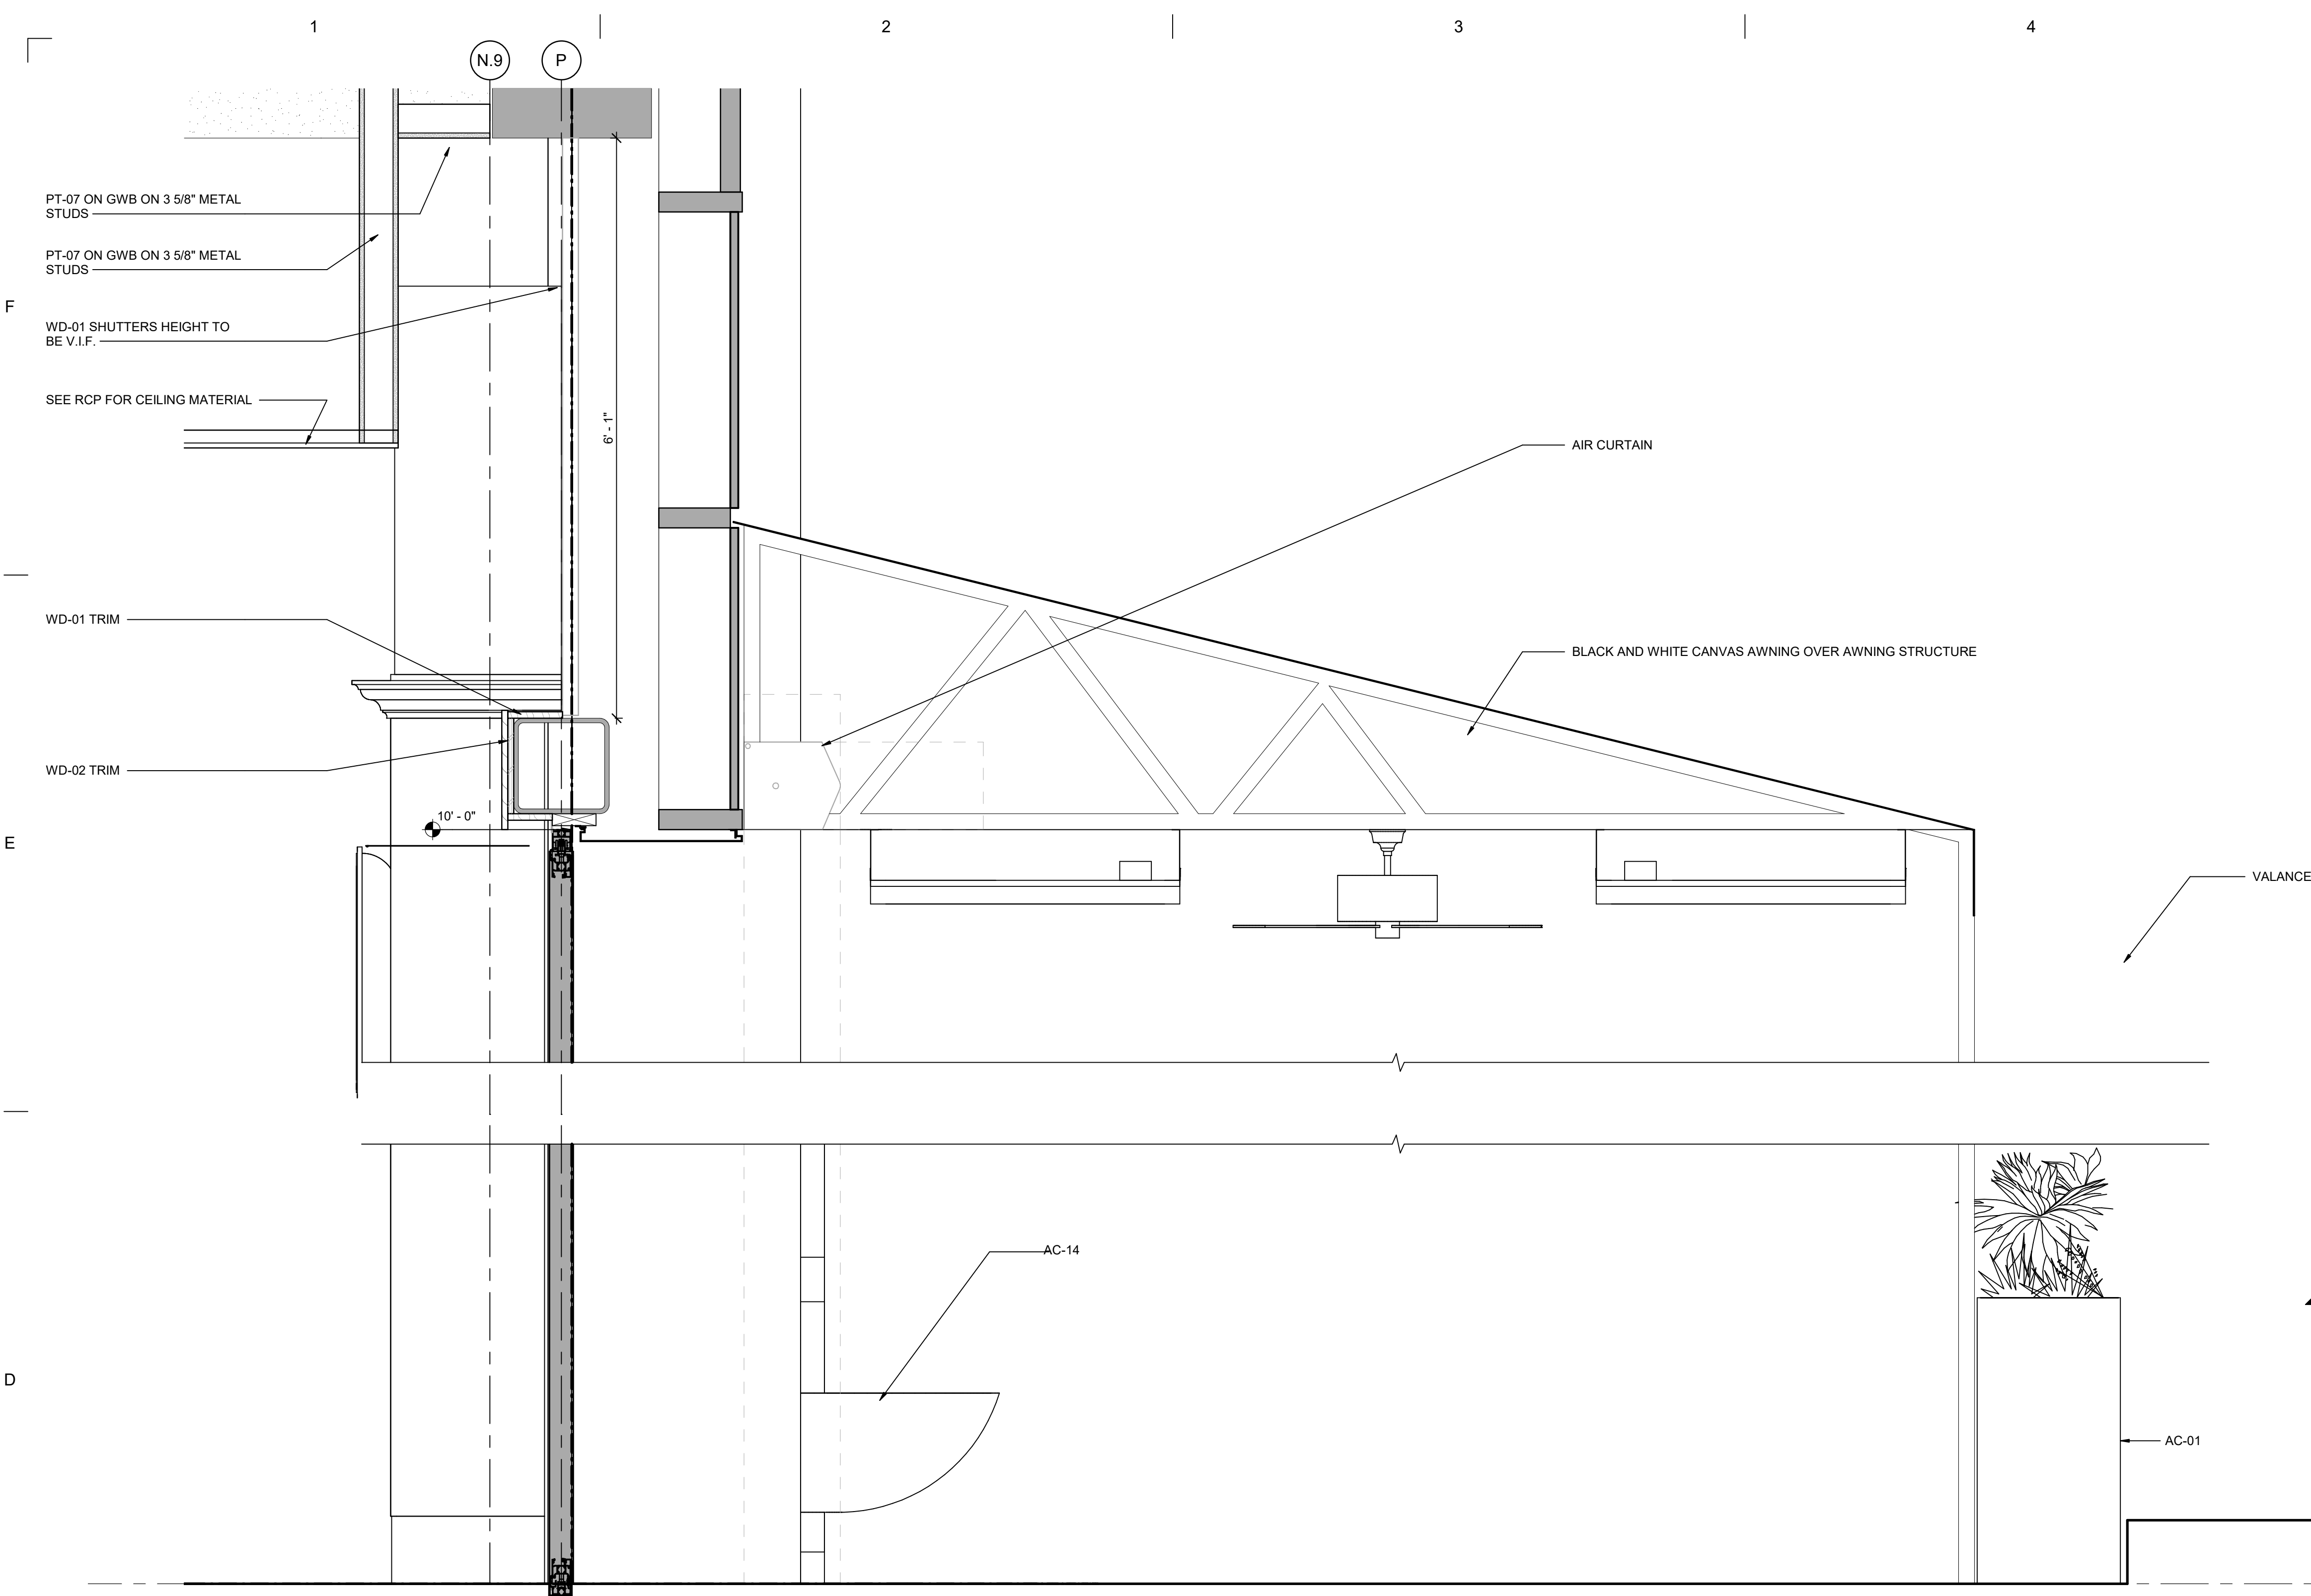 1
2
3
4
N.9
P
PT-07 ON GWB ON 3 5/8" METAL
STUDS
PT-07 ON GWB ON 3 5/8" METAL
STUDS
F
WD-01 SHUTTERS HEIGHT TO
BE V.I.F.
SEE RCP FOR CEILING MATERIAL
6' - 1"
AIR CURTAIN
WD-01 TRIM
BLACK AND WHITE CANVAS AWNING OVER AWNING STRUCTURE
WD-02 TRIM
10' - 0"
E
VALANCE
AC-14
D
AC-01